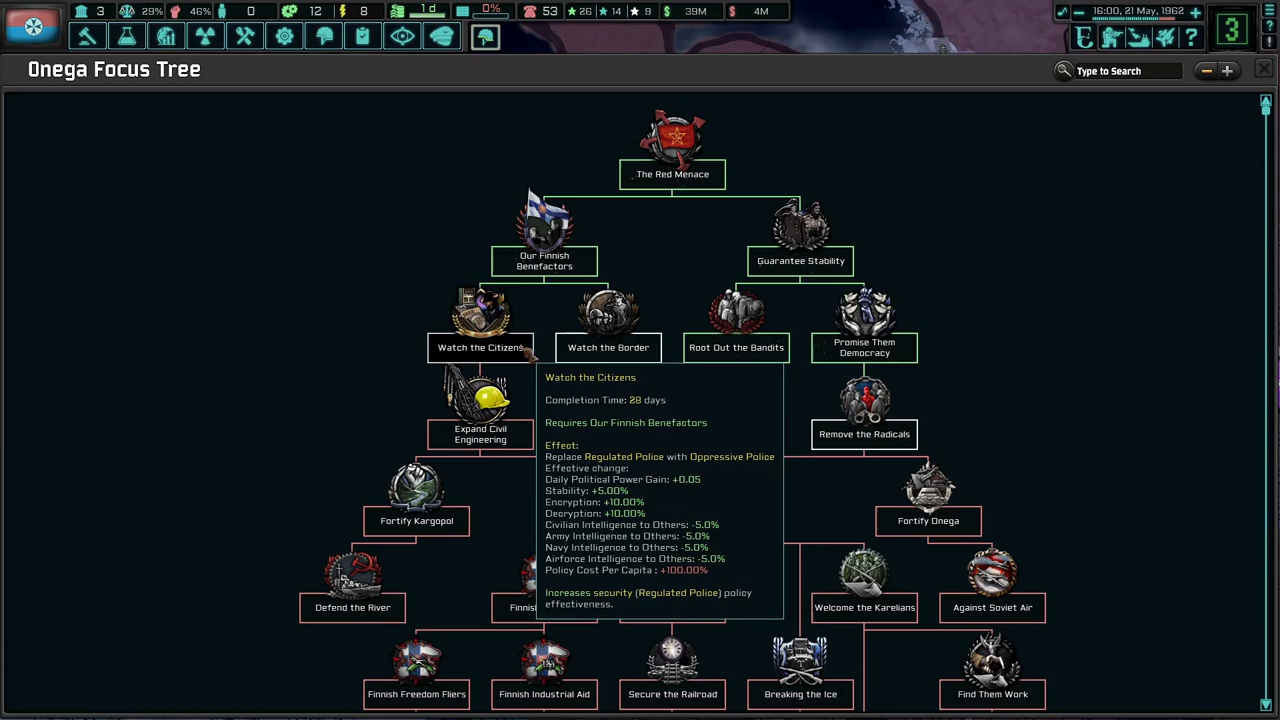 3
29%
46%
0
12
8
1d
0%
53
26
14
9
39M
4M
16:00, 21 May, 1962
3
Onega Focus Tree
Type to Search
The Red Menace
Our Finnish
Benefactors
Guarantee Stability
Watch the Citizens
Watch the Border
Root Out the Bandits
Promise Them
Democracy
Watch the Citizens
Completion Time: 28 days
Requires Our Finnish Benefactors
Effect:
Replace Regulated Police with Oppressive Police
Effective change:
Daily Political Power Gain: +0.05
Stability: +5.00%
Encryption: +10.00%
Decryption: +10.00%
Civilian Intelligence to Others: -5.0%
Army Intelligence to Others: -5.0%
Navy Intelligence to Others: -5.0%
Airforce Intelligence to Others: -5.0%
Policy Cost Per Capita : +100.00%
Increases security (Regulated Police) policy
effectiveness.
Expand Civil
Engineering
Remove the Radicals
Fortify Kargopol
Fortify Onega
Defend the River
Welcome the Karelians
Against Soviet Air
Finnish Freedom Fliers
Finnish Industrial Aid
Secure the Railroad
Breaking the Ice
Find Them Work